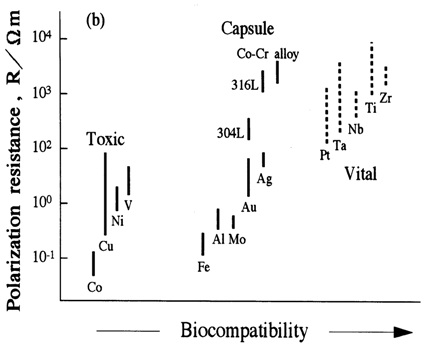 (b)
Capsule
Co-Cr alloy
316L
304L
Toxic
Vital
Polarization resistance , R / Ωm
10⁴
10³
10²
10⁰
10⁻¹
Co
Cu
Ni
V
Fe
Al
Mo
Au
Ag
Pt
Ta
Nb
Ti
Zr
Biocompatibility